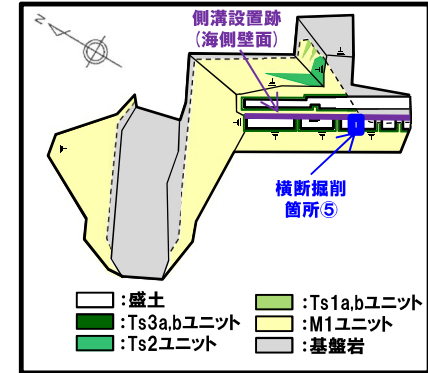 N
側溝設置跡
(海側壁面)
横断掘削
箇所⑤
:盛土
:Ts1a,bユニット
:Ts3a,bユニット
:M1ユニット
:Ts2ユニット
:基盤岩